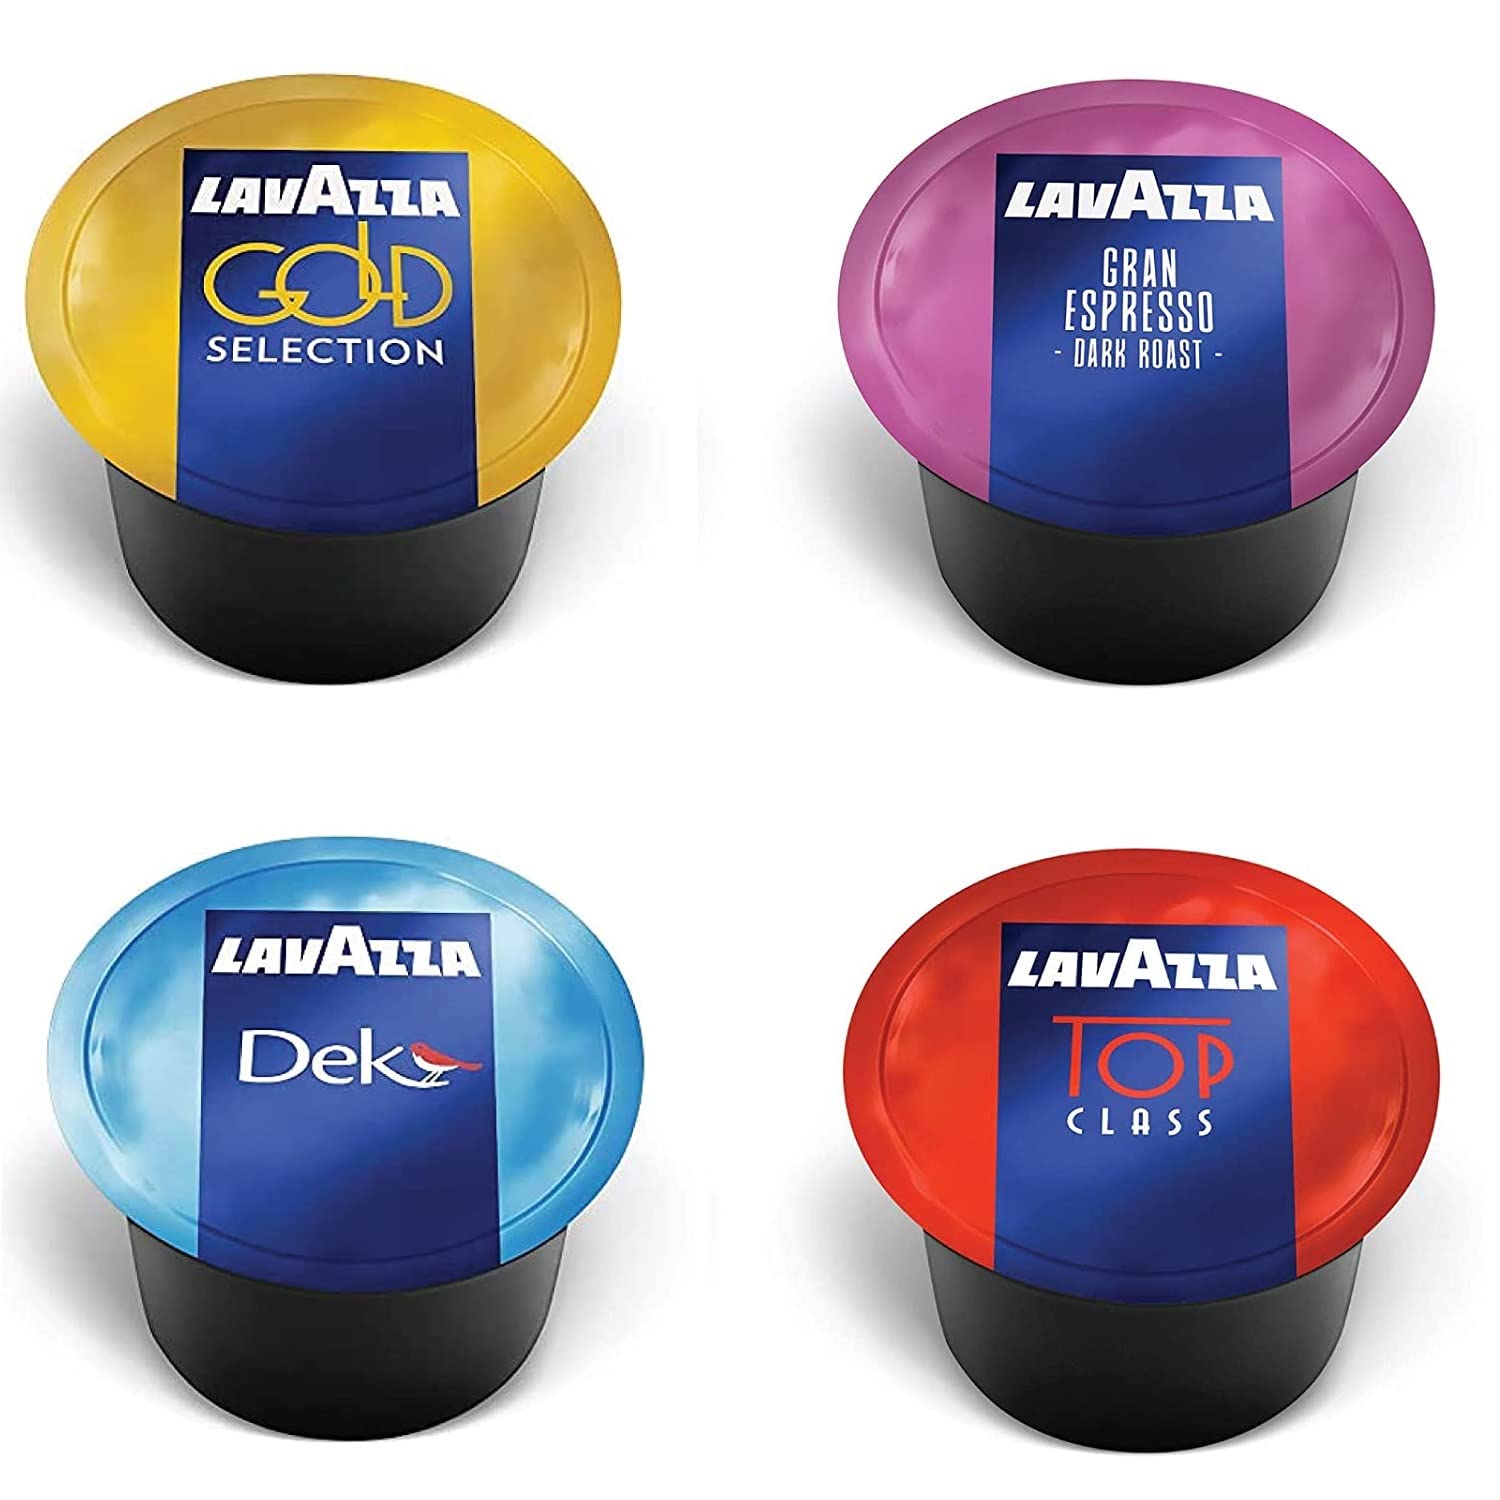 LAVAZZA
GOLD
SELECTION
LAVAZZA
GRAN
ESPRESSO
- DARK ROAST -
LAVAZZA
Dek
LAVAZZA
TOP
CLASS